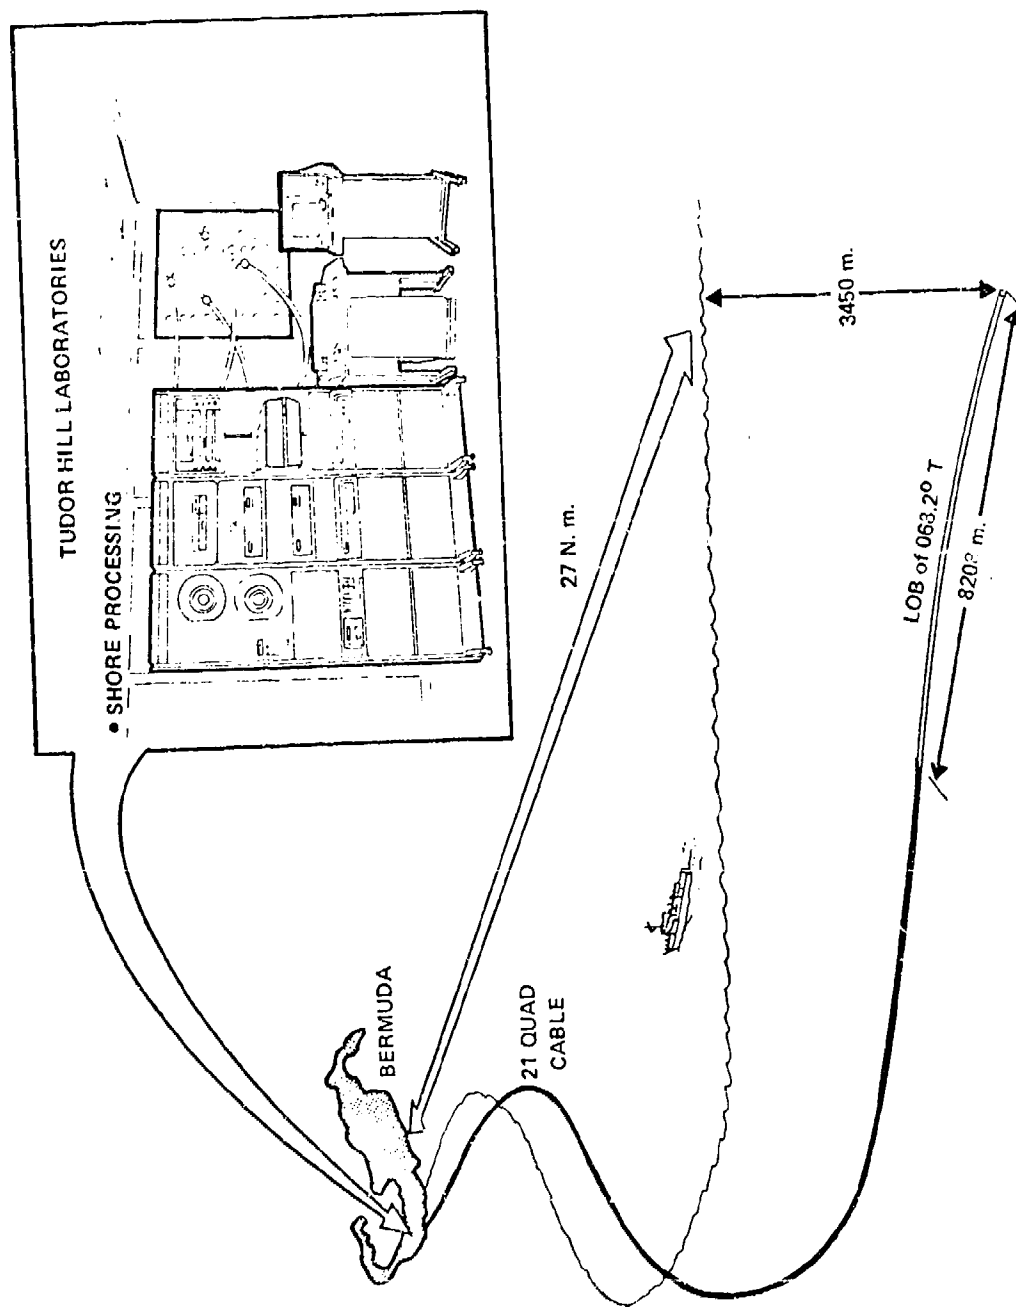 TUDOR HILL LABORATORIES
• SHORE PROCESSING
BERMUDA
21 QUAD
CABLE
27 N. m.
3450 m.
LOB of 063.2° T
m.